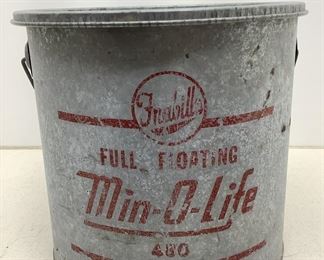 Frabill's
FULL FLOATING
Min-O-Life
480